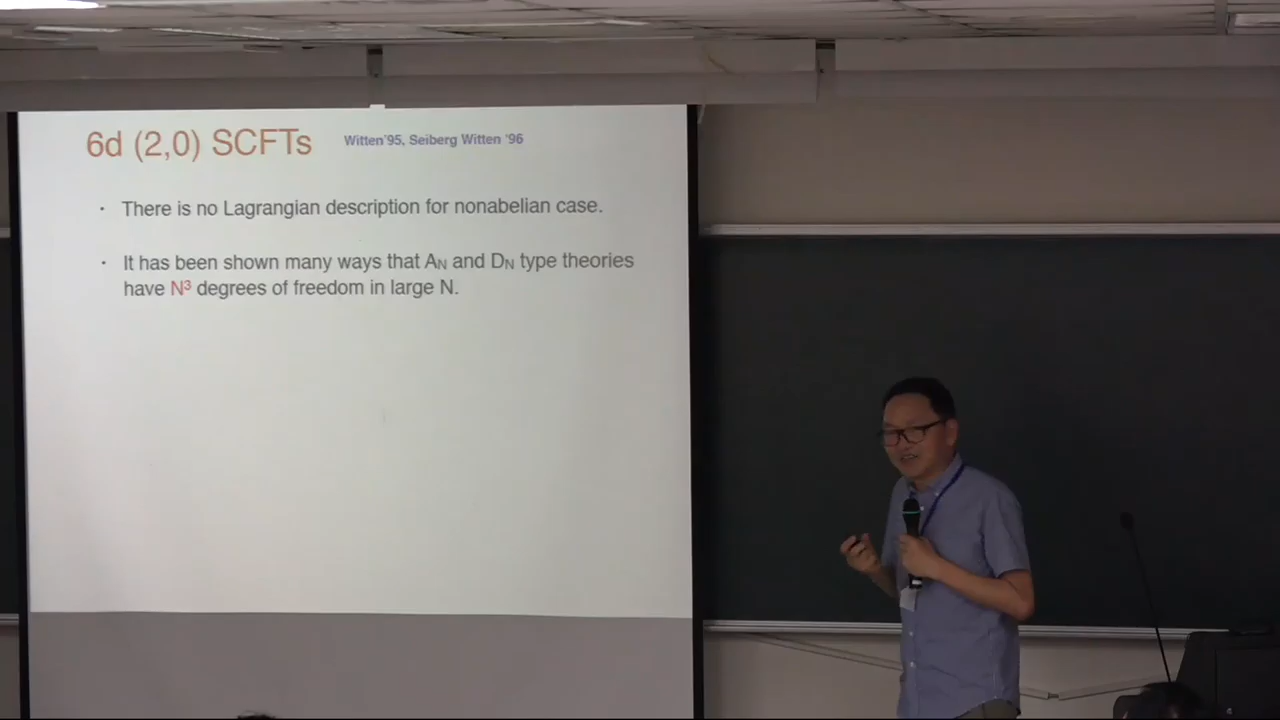 6d (2,0) SCFTs Witten'95, Seiberg Witten '96
· There is no Lagrangian description for nonabelian case.
· It has been shown many ways that AN and DN type theories
have N³ degrees of freedom in large N.